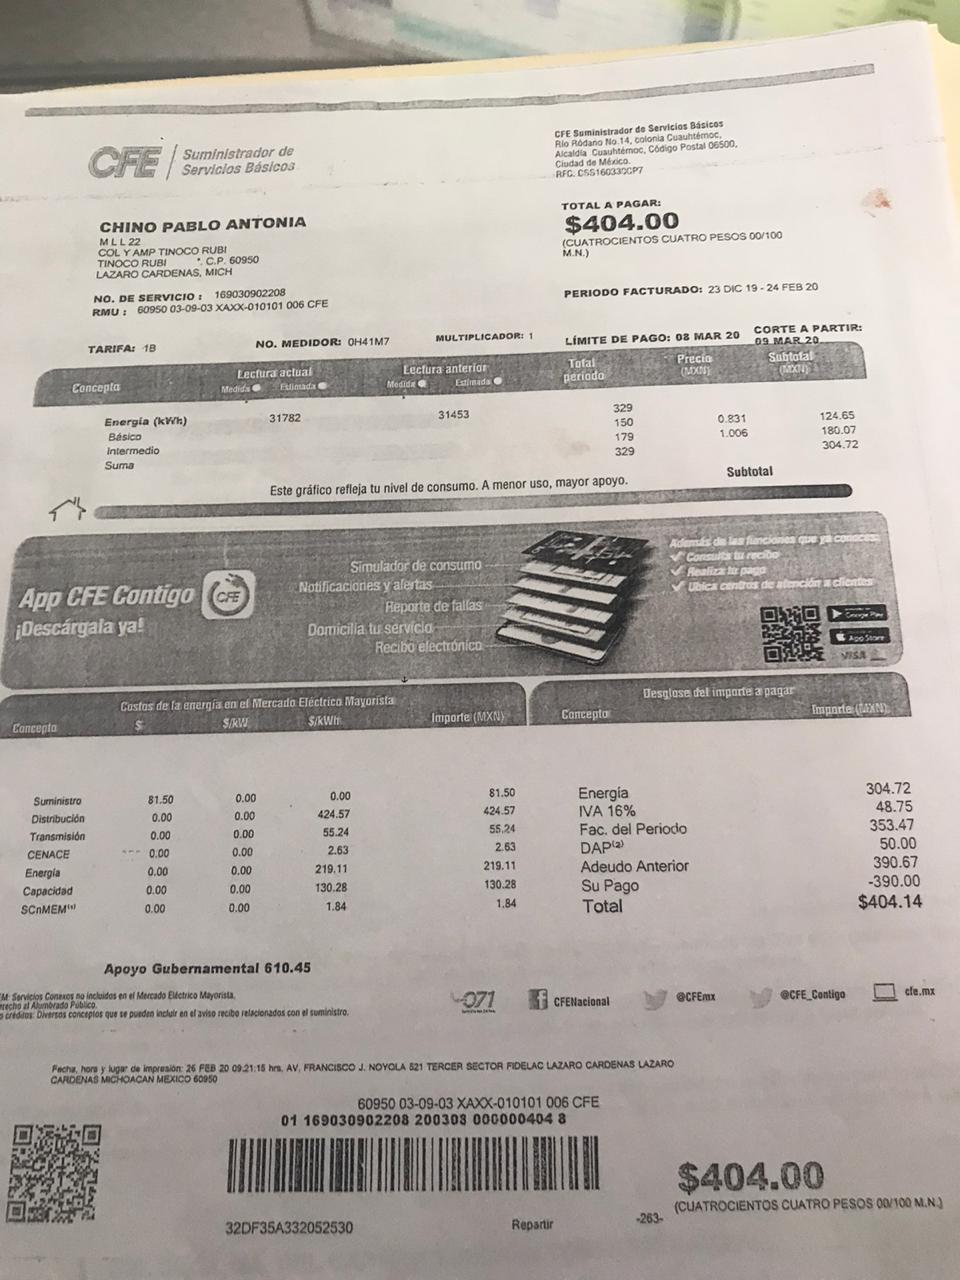 CFE Suministrador de
Servicios Básicos
CFE Suministrador de Servicios Básicos
Río Ródano No.14, colonia Cuauhtémoc,
Alcaldía Cuauhtémoc, Código Postal 06500,
Ciudad de México.
RFC. CSS160330CP7
CHINO PABLO ANTONIA
M L L 22
COL Y AMP TINOCO RUBI
TINOCO RUBI C.P. 60950
LAZARO CARDENAS, MICH
TOTAL A PAGAR:
$404.00
(CUATROCIENTOS CUATRO PESOS 00/100
M.N.)
NO. DE SERVICIO : 169030902208
RMU : 60950 03-09-03 XAXX-010101 006 CFE
PERIODO FACTURADO: 23 DIC 19 - 24 FEB 20
TARIFA: 1B NO. MEDIDOR: 0H41M7 MULTIPLICADOR: 1 LÍMITE DE PAGO: 08 MAR 20 CORTE A PARTIR:
09 MAR 20
Concepto Lectura actual Medida Estimada Lectura anterior Medida Estimada Total periodo Precio (MXN) Subtotal (MXN)
Energía (kWh) 31782 31453 329
Básico 150 0.831 124.65
Intermedio 179 1.006 180.07
Suma 329 304.72
Subtotal
Este gráfico refleja tu nivel de consumo. A menor uso, mayor apoyo.
App CFE Contigo
¡Descárgala ya!
CFE
Simulador de consumo
Notificaciones y alertas
Reporte de fallas
Domicilia tu servicio
Recibo electrónico
Además de las funciones que ya conoces:
Consulta tu recibo
Realiza tu pago
Ubica centros de atención a clientes
Google Play
App Store
VISA
Costos de la energía en el Mercado Eléctrico Mayorista
Concepto $ $/kW $/kWh Importe (MXN)
Suministro 81.50 0.00 0.00 81.50
Distribución 0.00 0.00 424.57 424.57
Transmisión 0.00 0.00 55.24 55.24
CENACE 0.00 0.00 2.63 2.63
Energía 0.00 0.00 219.11 219.11
Capacidad 0.00 0.00 130.28 130.28
SCnMEM(1) 0.00 0.00 1.84 1.84
Desglose del importe a pagar
Concepto Importe (MXN)
Energía 304.72
IVA 16% 48.75
Fac. del Periodo 353.47
DAP(2) 50.00
Adeudo Anterior 390.67
Su Pago -390.00
Total $404.14
Apoyo Gubernamental 610.45
EM: Servicios Conexos no incluidos en el Mercado Eléctrico Mayorista.
erecho al Alumbrado Público.
o créditos: Diversos conceptos que se pueden incluir en el aviso recibo relacionados con el suministro.
071
CFENacional
@CFEmx
@CFE_Contigo
cfe.mx
Fecha, hora y lugar de impresión: 26 FEB 20 09:21:15 hrs. AV. FRANCISCO J. NOYOLA 521 TERCER SECTOR FIDELAC LAZARO CARDENAS LAZARO
CARDENAS MICHOACAN MEXICO 60950
60950 03-09-03 XAXX-010101 006 CFE
01 169030902208 200308 000000404 8
32DF35A332052530
Repartir
-263-
$404.00
(CUATROCIENTOS CUATRO PESOS 00/100 M.N.)